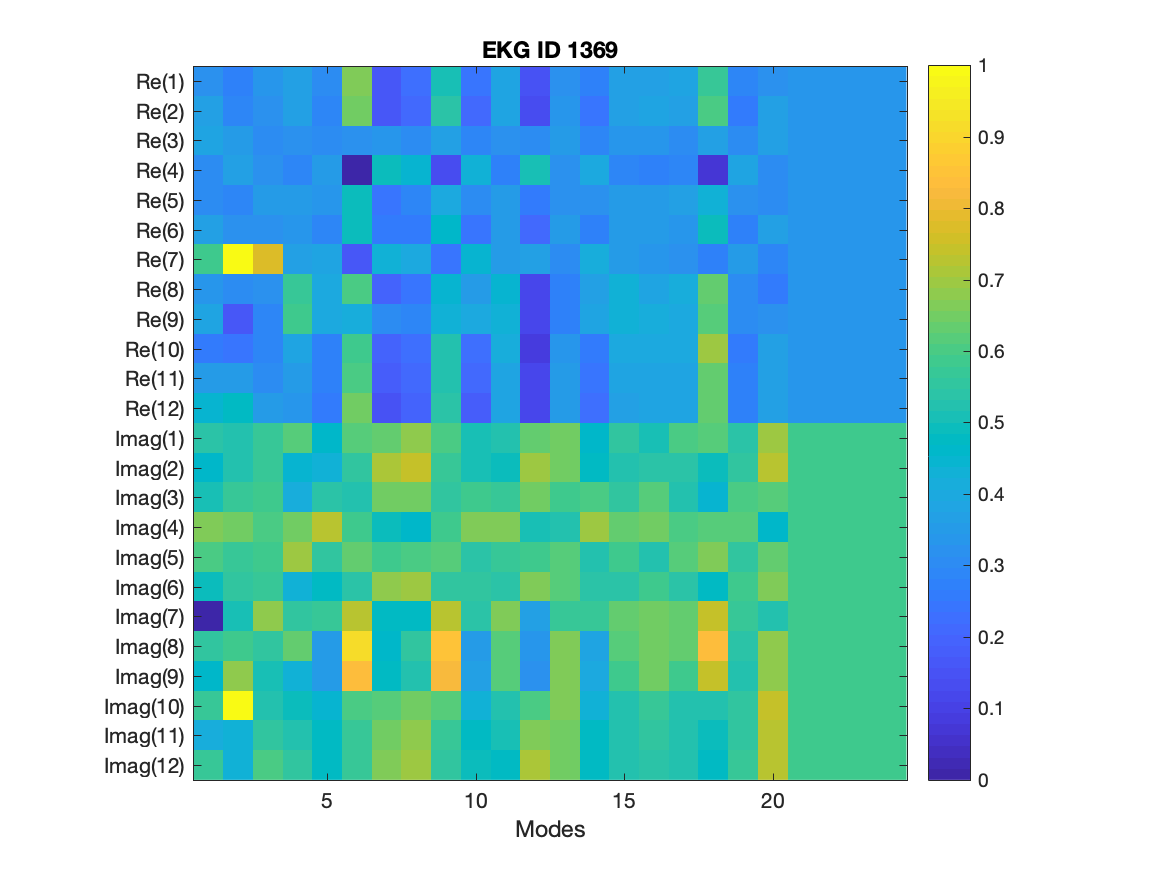 EKG ID 1369
Re(1)
Re(2)
Re(3)
Re(4)
Re(5)
Re(6)
Re(7)
Re(8)
Re(9)
Re(10)
Re(11)
Re(12)
Imag(1)
Imag(2)
Imag(3)
Imag(4)
Imag(5)
Imag(6)
Imag(7)
Imag(8)
Imag(9)
Imag(10)
Imag(11)
Imag(12)
5 10 15 20
Modes
1
0.9
0.8
0.7
0.6
0.5
0.4
0.3
0.2
0.1
0